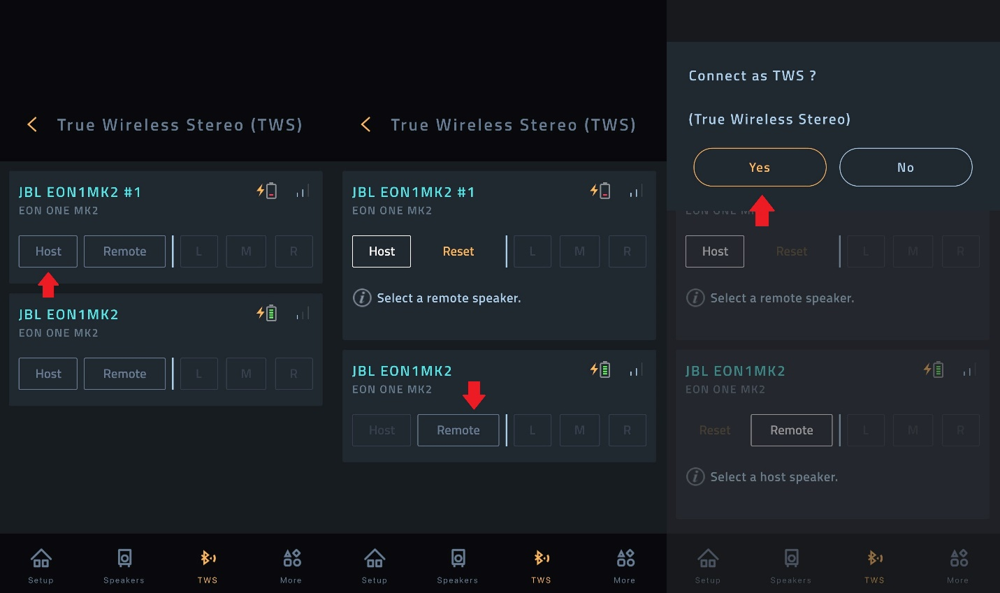 True Wireless Stereo (TWS)
JBL EON1MK2 #1
EON ONE MK2
Host Remote L M R
JBL EON1MK2
EON ONE MK2
Host Remote L M R
Setup Speakers TWS More
True Wireless Stereo (TWS)
JBL EON1MK2 #1
EON ONE MK2
Host Reset L M R
i Select a remote speaker.
JBL EON1MK2
EON ONE MK2
Host Remote L M R
Setup Speakers TWS More
Connect as TWS ?
(True Wireless Stereo)
Yes No
EON ONE
Host Reset L M R
i Select a remote speaker.
JBL EON1MK2
EON ONE MK2
Reset Remote L M R
i Select a host speaker.
Setup Speakers TWS More